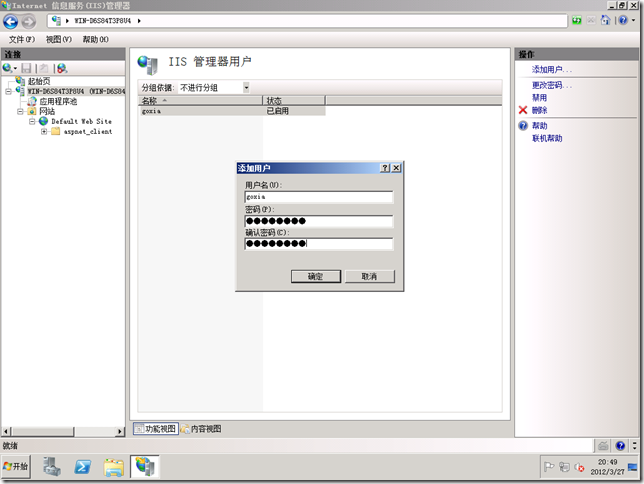 Internet 信息服务(IIS)管理器
WIN-D6S84T3P8U4
文件(F) 视图(V) 帮助(H)
连接
起始页
WIN-D6S84T3P8U4 (WIN-D6S84
应用程序池
网站
Default Web Site
aspnet_client
IIS 管理器用户
分组依据: 不进行分组
名称 状态
goxia 已启用
添加用户
用户名(U):
goxia
密码(P):
●●●●●●●●
确认密码(C):
●●●●●●●●
确定 取消
功能视图 内容视图
操作
添加用户...
更改密码...
禁用
删除
帮助
联机帮助
就绪
开始
20:49
2012/3/27